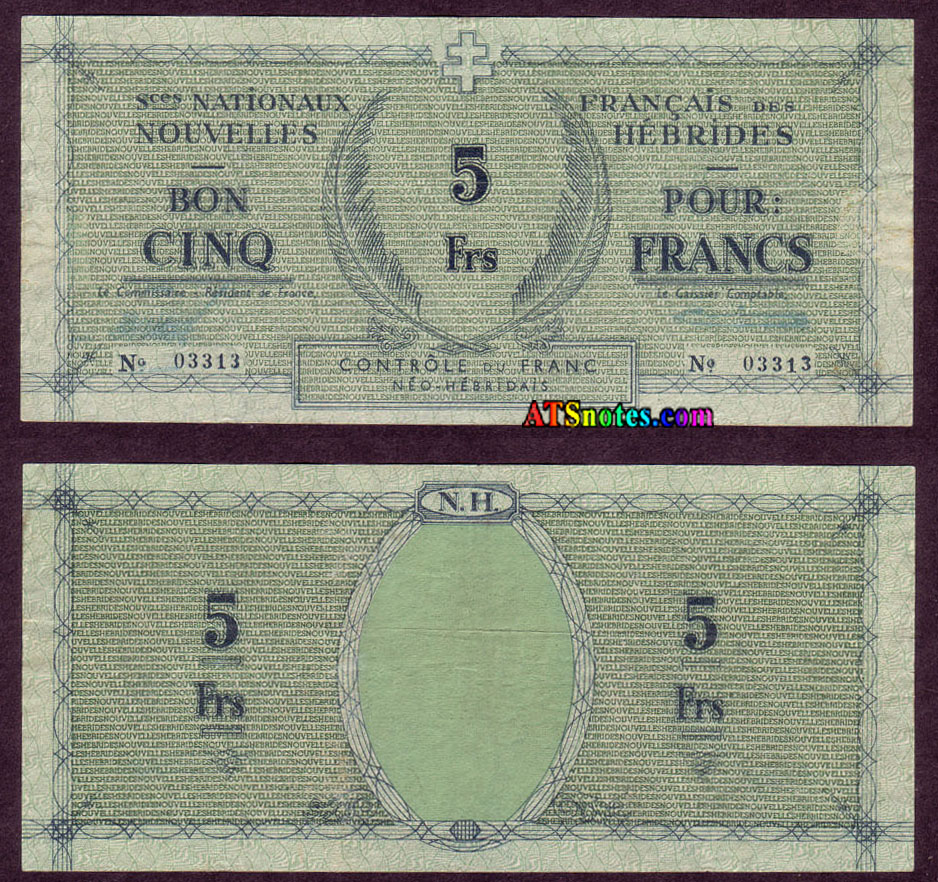 Sces NATIONAUX FRANÇAIS DES
NOUVELLES HÉBRIDES
BON POUR:
CINQ FRANCS
5
Frs
Le Commissaire - Résident de France, Le Caissier Comptable,
No 03313 No 03313
CONTRÔLE DU FRANC
NÉO-HÉBRIDAIS
ATSnotes.com
N.H.
5 5
Frs Frs